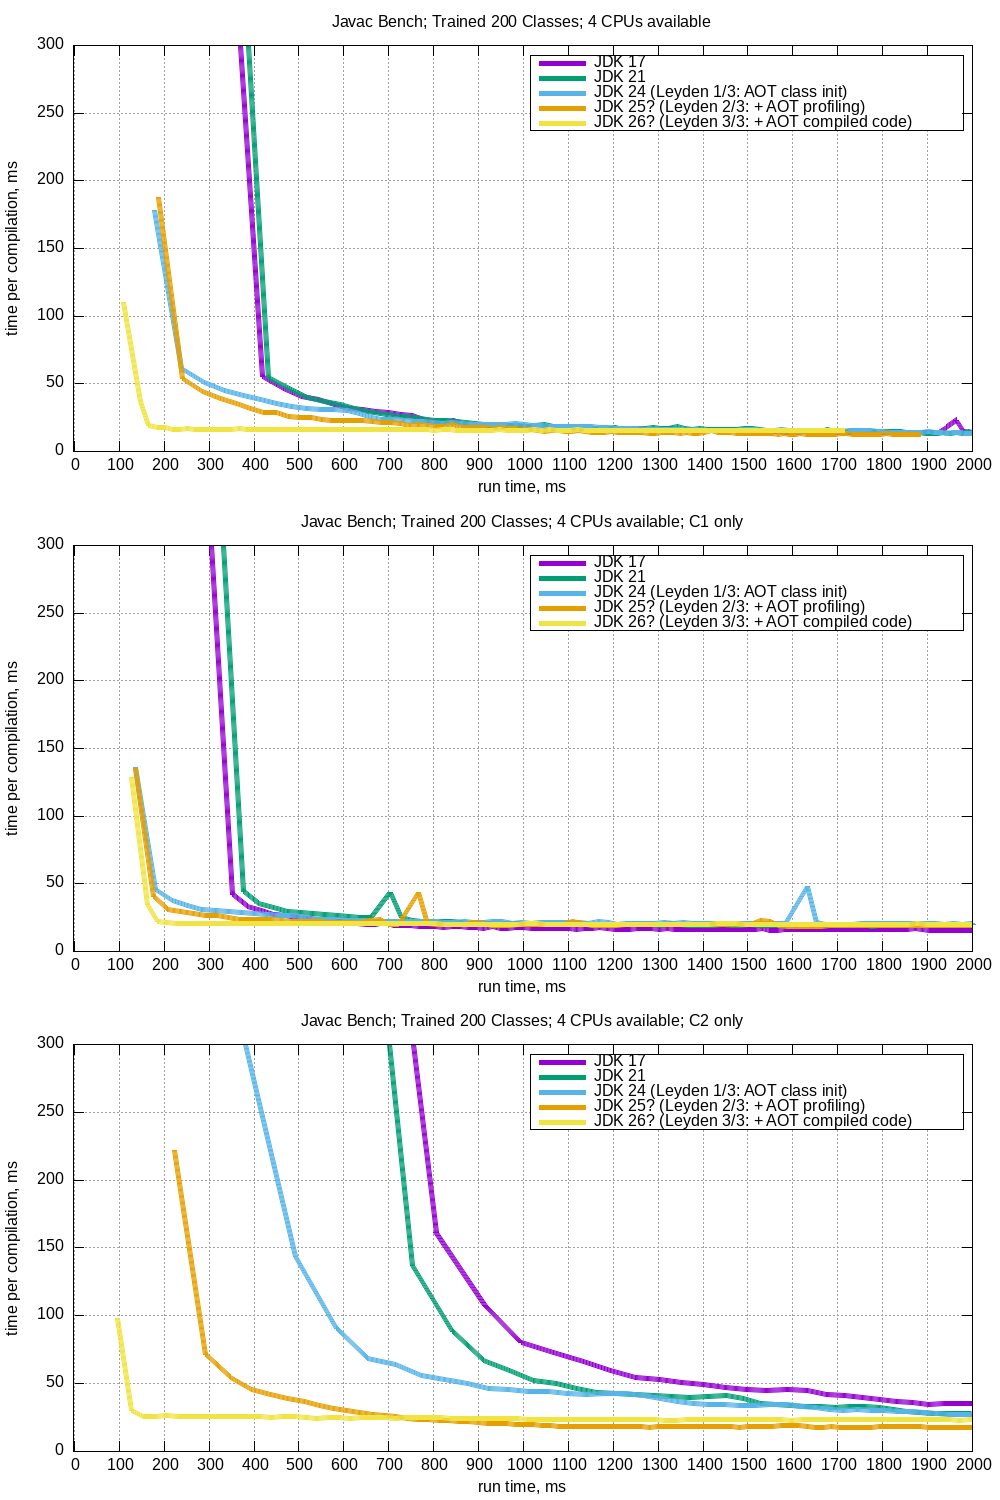 Javac Bench; Trained 200 Classes; 4 CPUs available
time per compilation, ms
300
250
200
150
100
50
0
JDK 17
JDK 21
JDK 24 (Leyden 1/3: AOT class init)
JDK 25? (Leyden 2/3: + AOT profiling)
JDK 26? (Leyden 3/3: + AOT compiled code)
0 100 200 300 400 500 600 700 800 900 1000 1100 1200 1300 1400 1500 1600 1700 1800 1900 2000
run time, ms
Javac Bench; Trained 200 Classes; 4 CPUs available; C1 only
time per compilation, ms
300
250
200
150
100
50
0
JDK 17
JDK 21
JDK 24 (Leyden 1/3: AOT class init)
JDK 25? (Leyden 2/3: + AOT profiling)
JDK 26? (Leyden 3/3: + AOT compiled code)
0 100 200 300 400 500 600 700 800 900 1000 1100 1200 1300 1400 1500 1600 1700 1800 1900 2000
run time, ms
Javac Bench; Trained 200 Classes; 4 CPUs available; C2 only
time per compilation, ms
300
250
200
150
100
50
0
JDK 17
JDK 21
JDK 24 (Leyden 1/3: AOT class init)
JDK 25? (Leyden 2/3: + AOT profiling)
JDK 26? (Leyden 3/3: + AOT compiled code)
0 100 200 300 400 500 600 700 800 900 1000 1100 1200 1300 1400 1500 1600 1700 1800 1900 2000
run time, ms